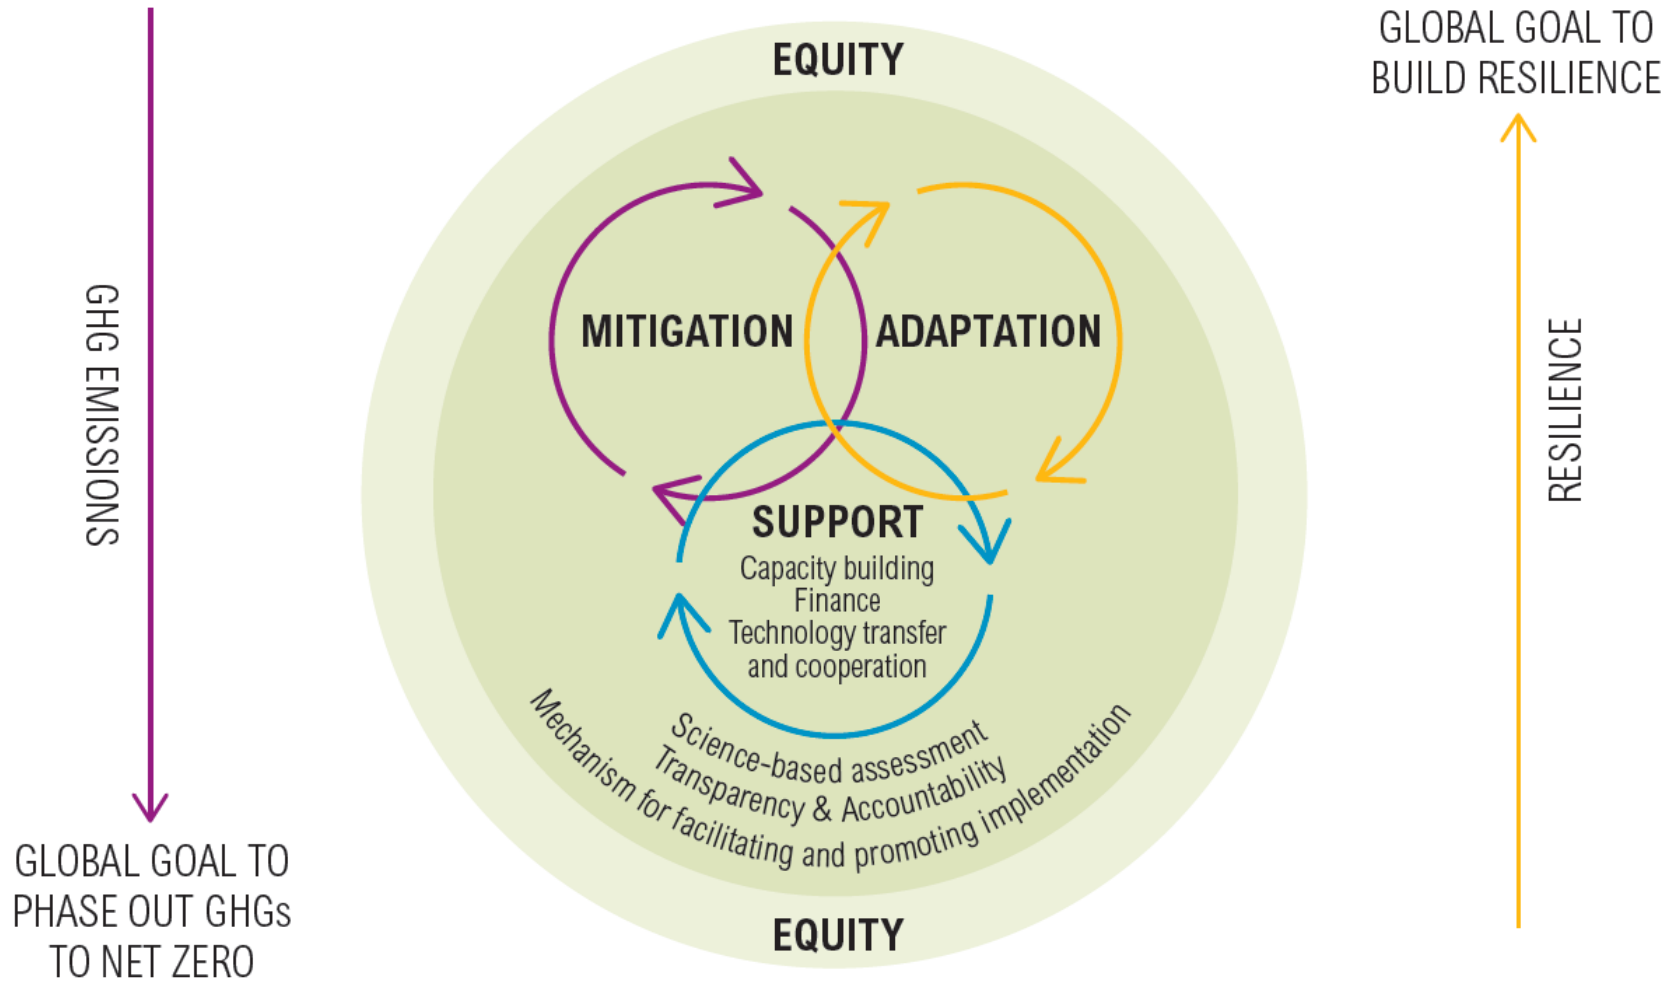 GLOBAL GOAL TO
BUILD RESILIENCE
EQUITY
GHG EMISSIONS
MITIGATION
ADAPTATION
RESILIENCE
SUPPORT
Capacity building
Finance
Technology transfer
and cooperation
Science-based assessment
Transparency & Accountability
Mechanism for facilitating and promoting implementation
GLOBAL GOAL TO
PHASE OUT GHGs
TO NET ZERO
EQUITY